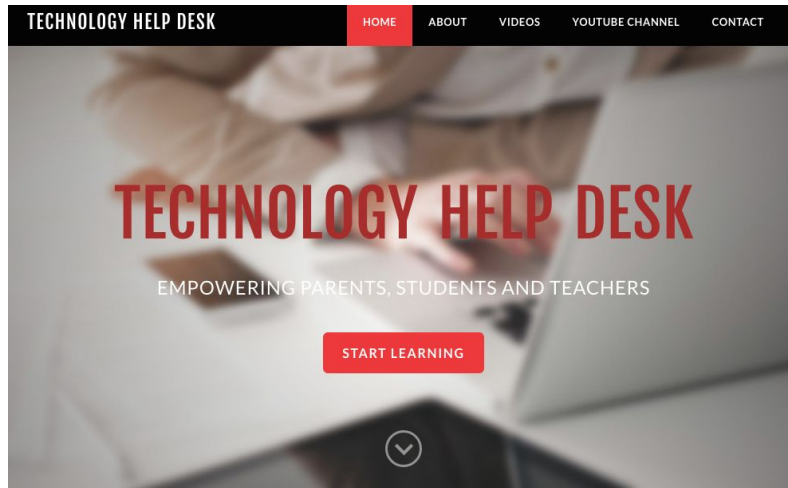 TECHNOLOGY HELP DESK
HOME ABOUT VIDEOS YOUTUBE CHANNEL CONTACT
TECHNOLOGY HELP DESK
EMPOWERING PARENTS, STUDENTS AND TEACHERS
START LEARNING